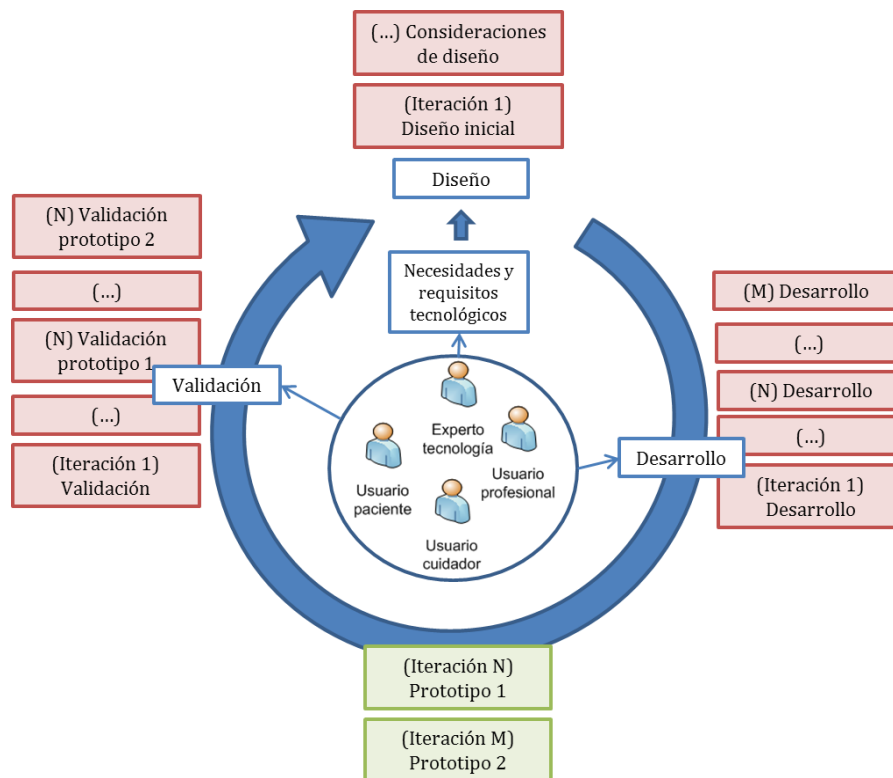 (…) Consideraciones
de diseño
(Iteración 1)
Diseño inicial
Diseño
Necesidades y
requisitos
tecnológicos
(N) Validación
prototipo 2
(…)
(N) Validación
prototipo 1
Validación
(…)
(Iteración 1)
Validación
Experto
tecnología
Usuario
profesional
Usuario
paciente
Usuario
cuidador
(M) Desarrollo
(…)
(N) Desarrollo
(…)
Desarrollo
(Iteración 1)
Desarrollo
(Iteración N)
Prototipo 1
(Iteración M)
Prototipo 2